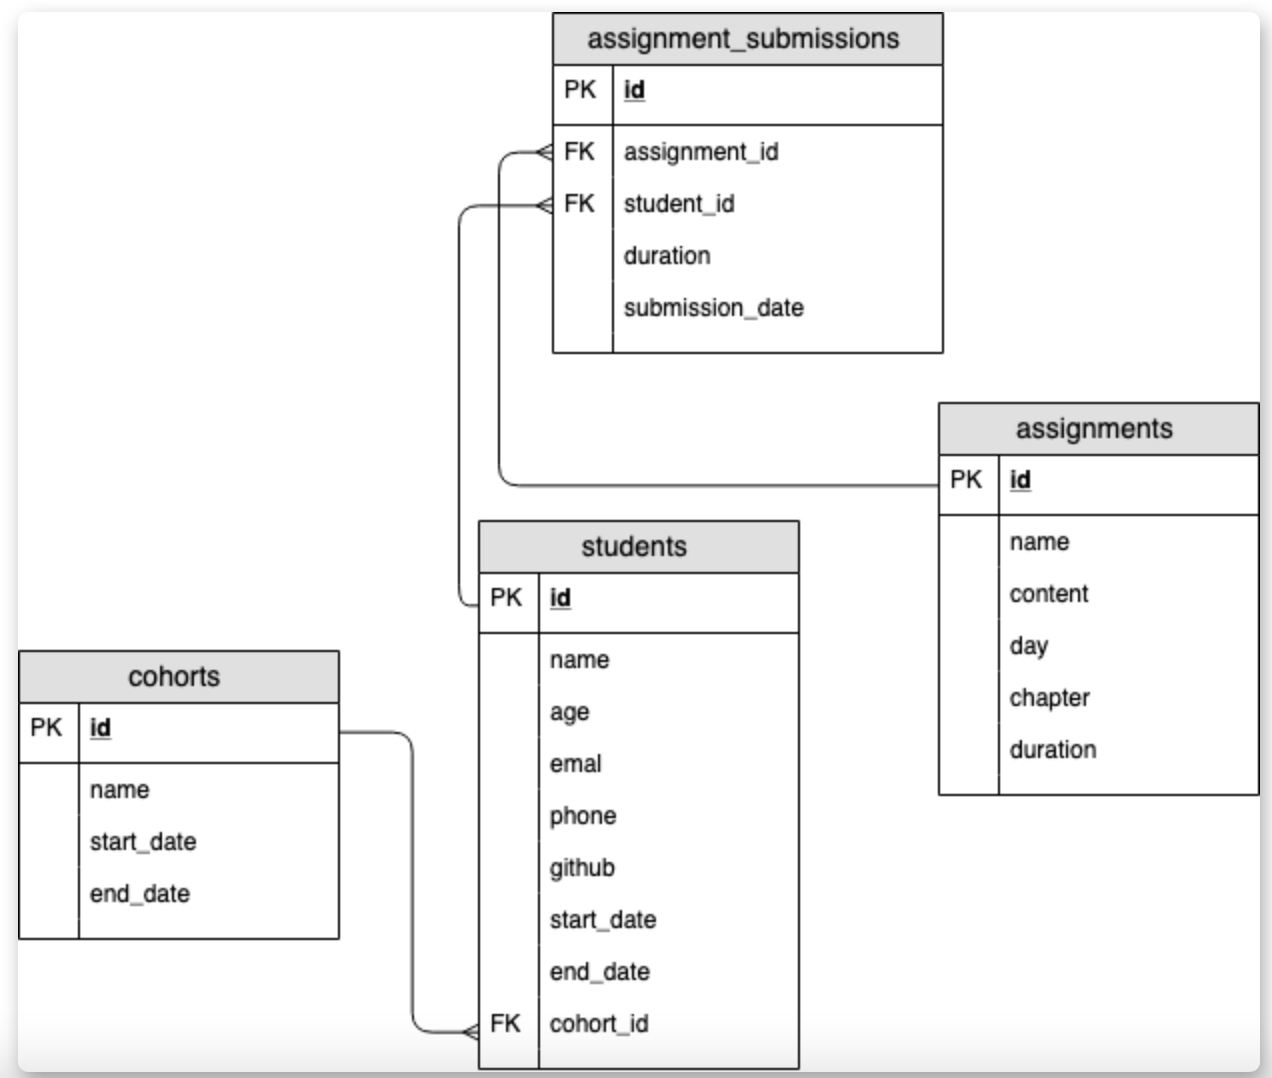 assignment_submissions
PK id
FK assignment_id
FK student_id
duration
submission_date
assignments
PK id
name
content
day
chapter
duration
students
PK id
name
age
emal
phone
github
start_date
end_date
FK cohort_id
cohorts
PK id
name
start_date
end_date